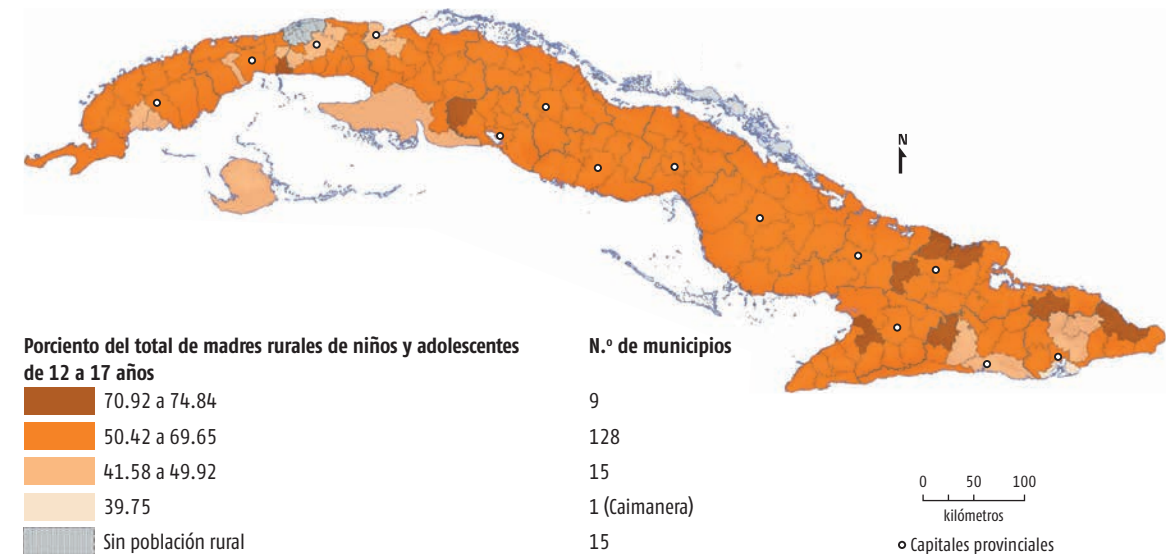 N
Porciento del total de madres rurales de niños y adolescentes
de 12 a 17 años
N.º de municipios
70.92 a 74.84
9
50.42 a 69.65
128
41.58 a 49.92
15
39.75
1 (Caimanera)
Sin población rural
15
0 50 100
kilómetros
Capitales provinciales